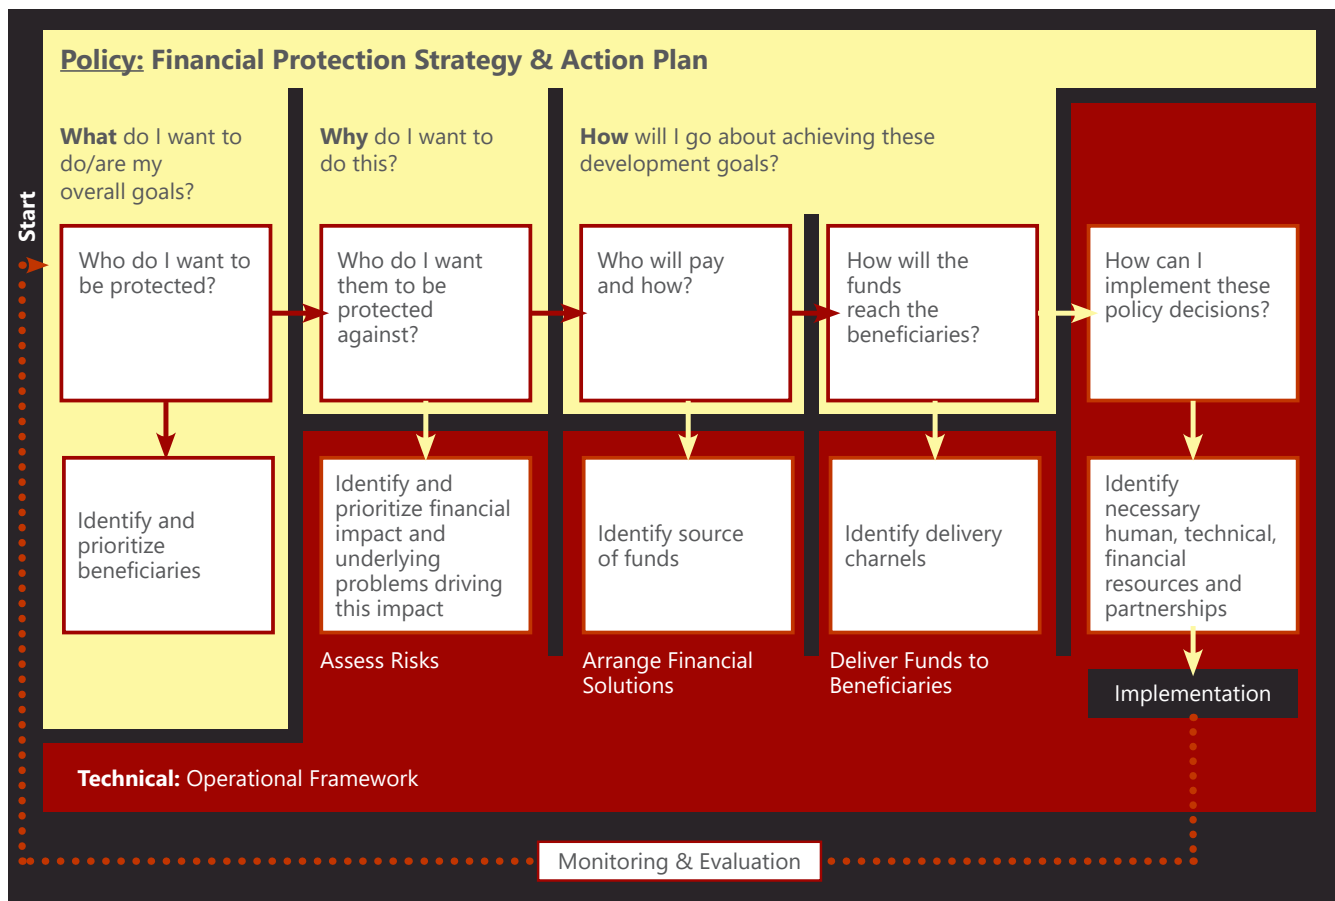 Policy: Financial Protection Strategy & Action Plan
What do I want to
do/are my
overall goals?
Why do I want to
do this?
How will I go about achieving these
development goals?
Start
Who do I want to
be protected?
Who do I want
them to be
protected
against?
Who will pay
and how?
How will the
funds
reach the
beneficiaries?
How can I
implement these
policy decisions?
Identify and
prioritize
beneficiaries
Identify and
prioritize financial
impact and
underlying
problems driving
this impact
Identify source
of funds
Identify delivery
channels
Identify
necessary
human, technical,
financial
resources and
partnerships
Assess Risks
Arrange Financial
Solutions
Deliver Funds to
Beneficiaries
Implementation
Technical: Operational Framework
Monitoring & Evaluation